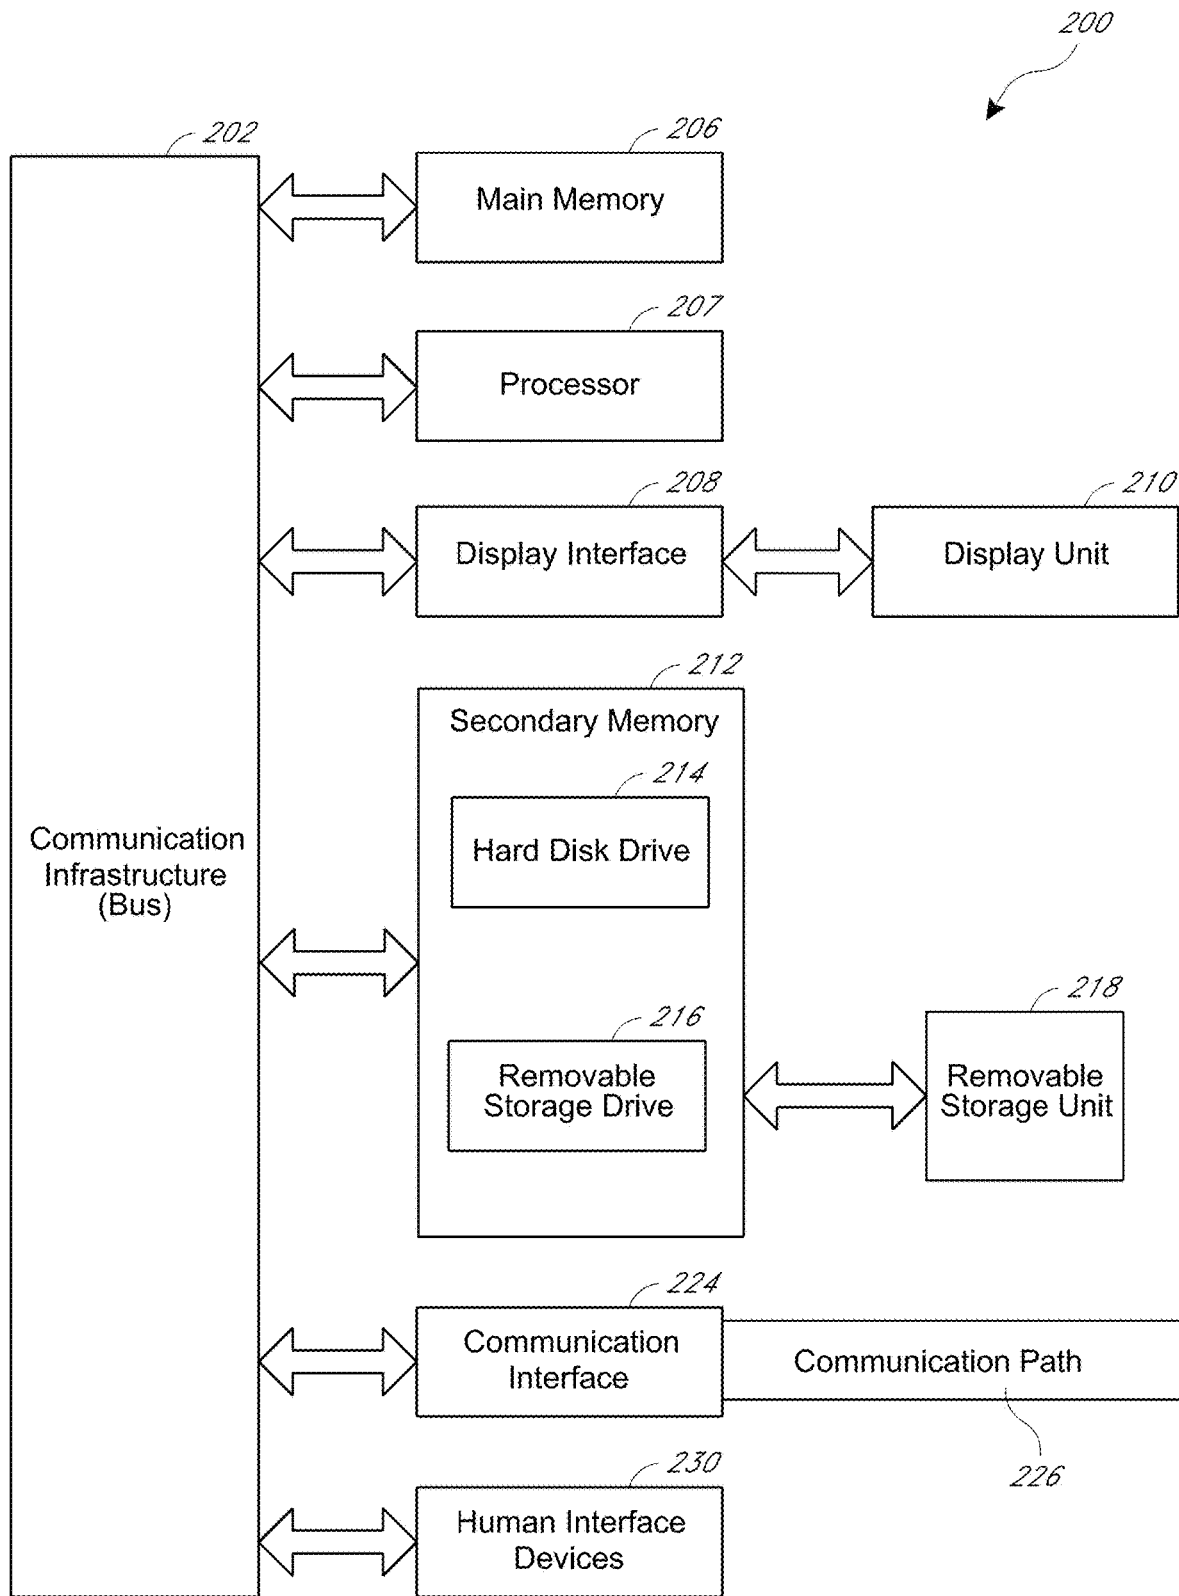 200
202
206
Main Memory
207
Processor
208
Display Interface
210
Display Unit
212
Secondary Memory
214
Hard Disk Drive
Communication
Infrastructure
(Bus)
216
Removable
Storage Drive
218
Removable
Storage Unit
224
Communication
Interface
Communication Path
226
230
Human Interface
Devices